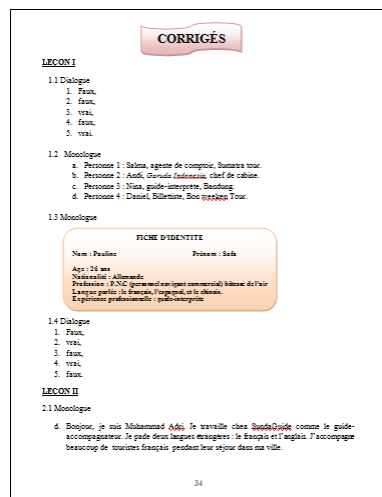 CORRIGÉS
LEÇON I
1.1 Dialogue
1. Faux,
2. faux,
3. vrai,
4. faux,
5. vrai.
1.2 Monologue
a. Personne 1 : Salma, agente de comptoir, Sumatra tour.
b. Personne 2 : Andi, Garuda Indonesia, chef de cabine.
c. Personne 3 : Nina, guide-interprète, Bandung.
d. Personne 4 : Daniel, Billettiste, Bon weeken Tour.
1.3 Monologue
FICHE D'IDENTITE
Nom : Pauline Prénom : Sofa
Age : 26 ans
Nationalité : Allemande
Profession : P.N.C (personnel navigant commercial) hôtesse de l'air
Langue parlée : le français, l'espagnol, et le chinois.
Expérience professionnelle : guide-interprète
1.4 Dialogue
1. Faux,
2. vrai,
3. faux,
4. vrai,
5. faux.
LEÇON II
2.1 Monologue
d. Bonjour, je suis Muhammad Adri. Je travaille chez SundaGuide comme le guide-
accompagnateur. Je parle deux langues étrangères : le français et l'anglais. J'accompagne
beaucoup de touristes français pendant leur séjour dans ma ville.
34